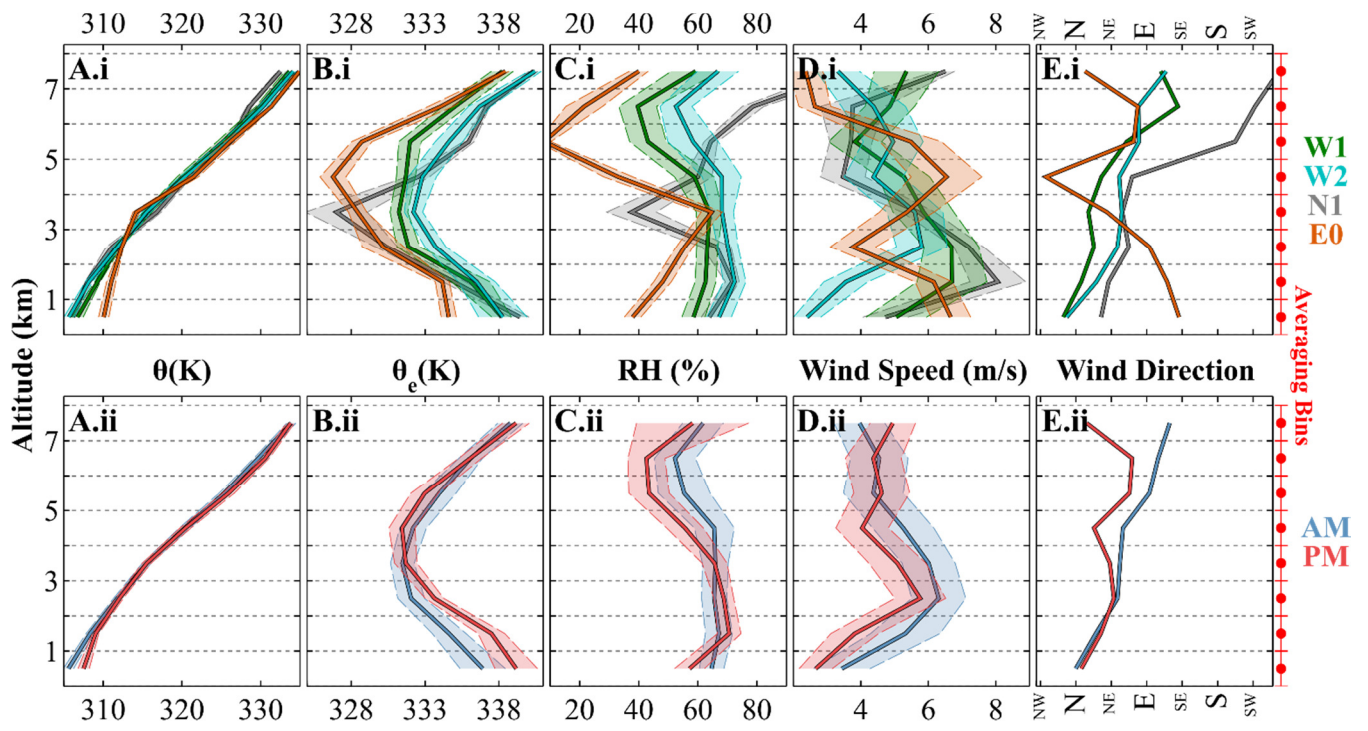 310 320 330 328 333 338 20 40 60 80 4 6 8 NW N NE E SE S SW
A.i B.i C.i D.i E.i
7
5
3
1
W1
W2
N1
E0
Altitude (km)
Averaging Bins
θ(K) θe(K) RH (%) Wind Speed (m/s) Wind Direction
A.ii B.ii C.ii D.ii E.ii
7
5
3
1
AM
PM
310 320 330 328 333 338 20 40 60 80 4 6 8 NW N NE E SE S SW